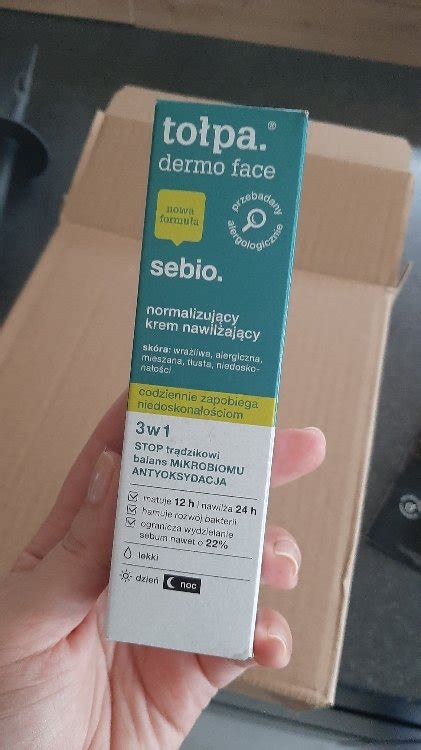 tołpa.®
dermo face
nowa
formuła
przebadany
alergologicznie
sebio.
normalizujący
krem nawilżający
skóra: wrażliwa, alergiczna,
mieszana, tłusta, niedosko-
nałości
codziennie zapobiega
niedoskonałościom
3 w 1
STOP trądzikowi
balans MIKROBIOMU
ANTYOKSYDACJA
matuje 12 h i nawilża 24 h
hamuje rozwój bakterii
ogranicza wydzielanie
sebum nawet o 22%
lekki
dzień noc